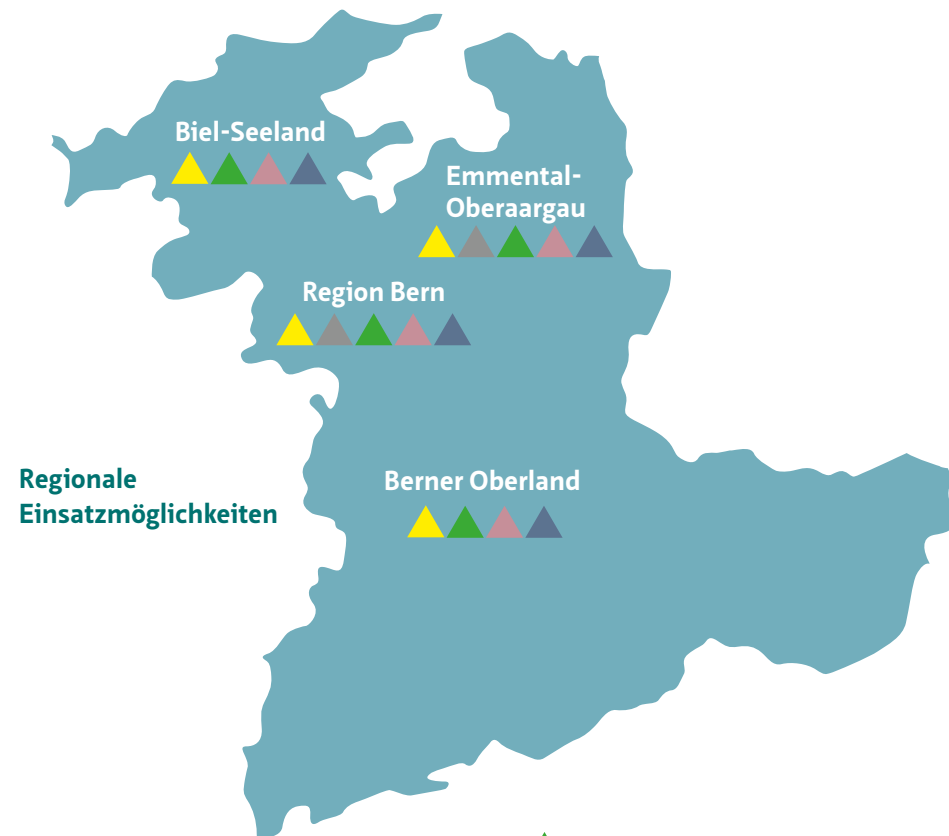 Biel-Seeland
Emmental-
Oberaargau
Region Bern
Regionale
Einsatzmöglichkeiten
Berner Oberland